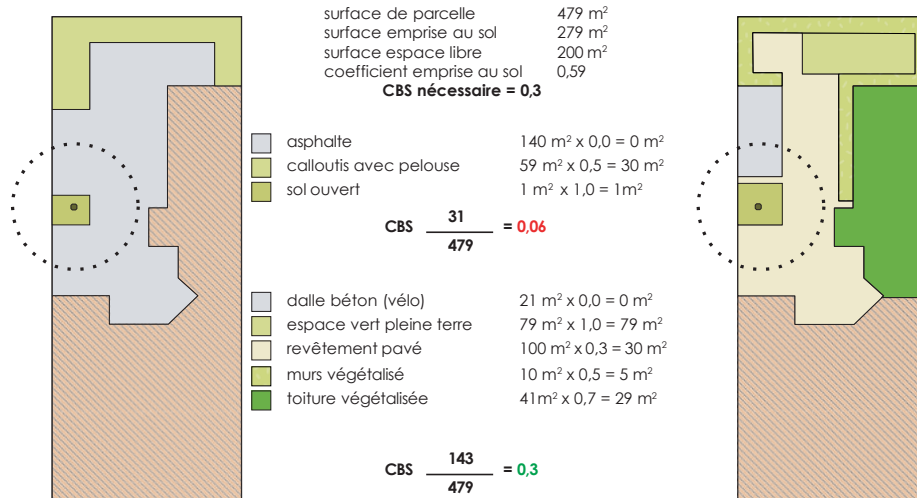 surface de parcelle 479 m²
surface emprise au sol 279 m²
surface espace libre 200 m²
coefficient emprise au sol 0,59
CBS nécessaire = 0,3
asphalte 140 m² x 0,0 = 0 m²
calloutis avec pelouse 59 m² x 0,5 = 30 m²
sol ouvert 1 m² x 1,0 = 1m²
CBS 31 / 479 = 0,06
dalle béton (vélo) 21 m² x 0,0 = 0 m²
espace vert pleine terre 79 m² x 1,0 = 79 m²
revêtement pavé 100 m² x 0,3 = 30 m²
murs végétalisé 10 m² x 0,5 = 5 m²
toiture végétalisée 41m² x 0,7 = 29 m²
CBS 143 / 479 = 0,3